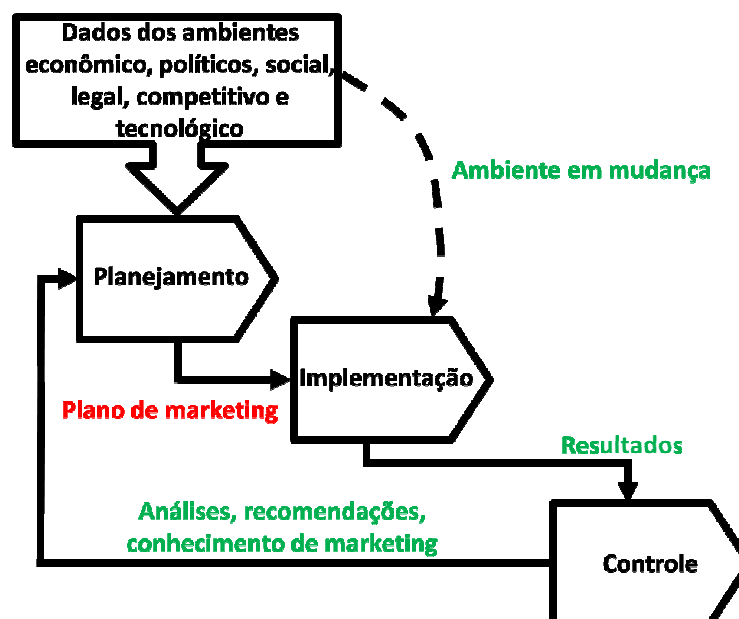 Dados dos ambientes
econômico, políticos, social,
legal, competitivo e
tecnológico
Ambiente em mudança
Planejamento
Implementação
Plano de marketing
Resultados
Análises, recomendações,
conhecimento de marketing
Controle